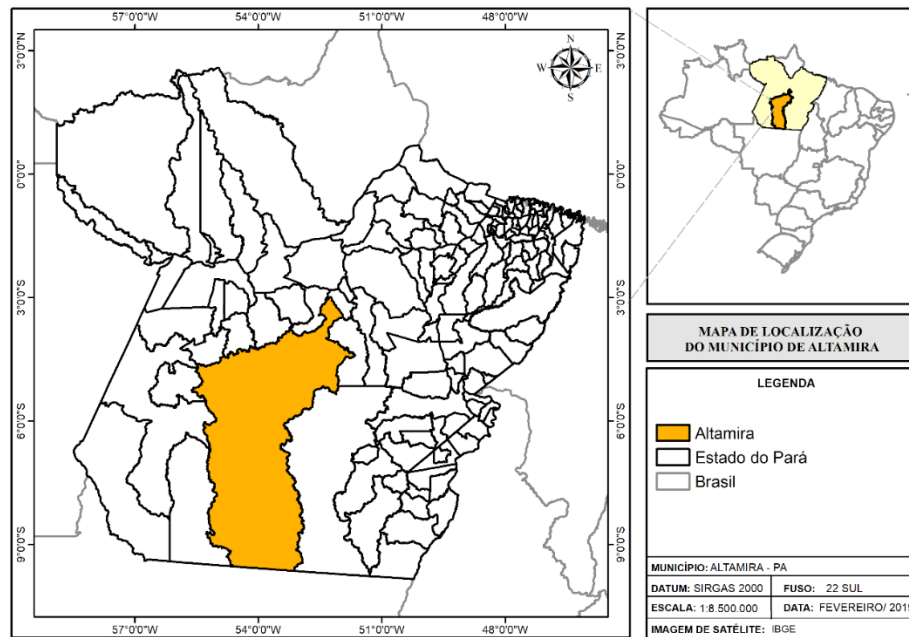 57°0'0"W 54°0'0"W 51°0'0"W 48°0'0"W
3°0'0"N
0°0'0"
3°0'0"S
6°0'0"S
9°0'0"S
N
W E
S
3°0'0"N
0°0'0"
3°0'0"S
6°0'0"S
9°0'0"S
57°0'0"W 54°0'0"W 51°0'0"W 48°0'0"W
MAPA DE LOCALIZAÇÃO
DO MUNICÍPIO DE ALTAMIRA
LEGENDA
Altamira
Estado do Pará
Brasil
MUNICÍPIO: ALTAMIRA - PA
DATUM: SIRGAS 2000 FUSO: 22 SUL
ESCALA: 1:8.500.000 DATA: FEVEREIRO/ 2019
IMAGEM DE SATÉLITE: IBGE